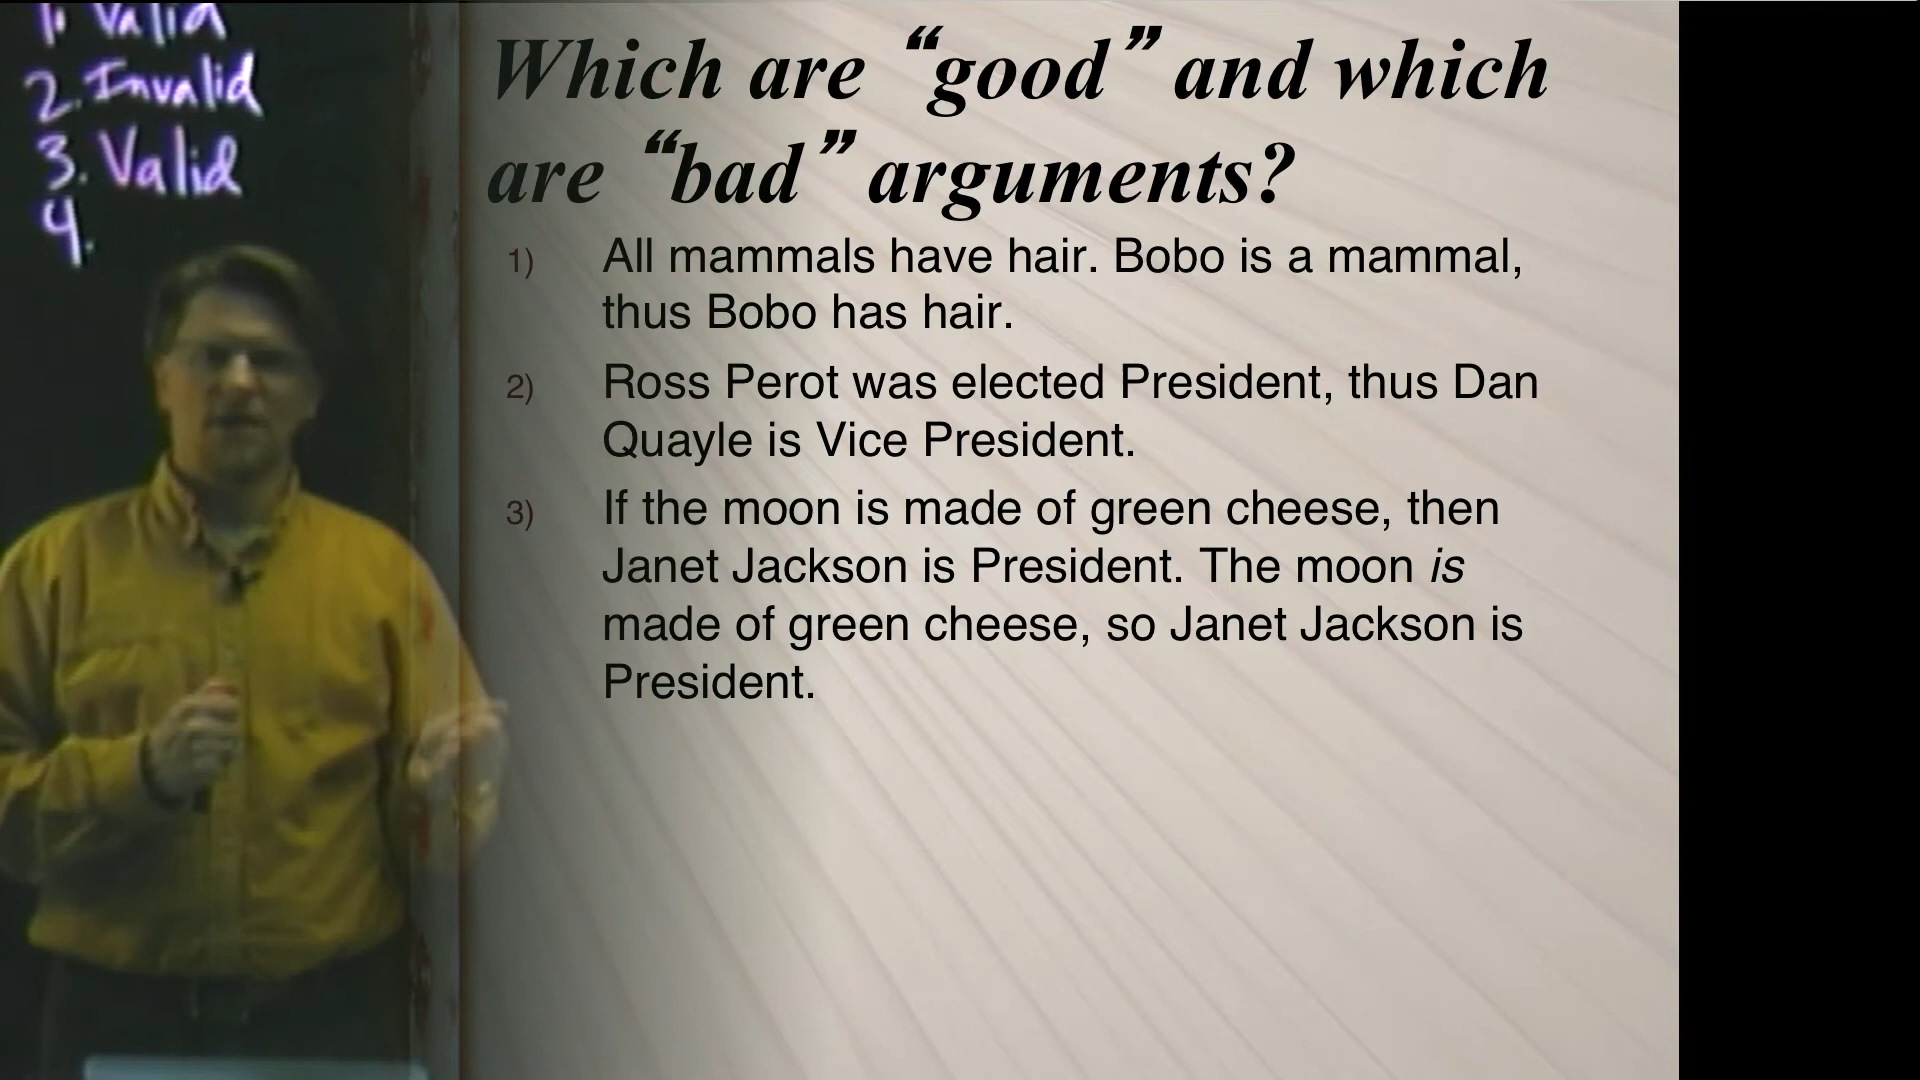 1. Valid
2. Invalid
3. Valid
4.
Which are “good” and which
are “bad” arguments?
1) All mammals have hair. Bobo is a mammal,
thus Bobo has hair.
2) Ross Perot was elected President, thus Dan
Quayle is Vice President.
3) If the moon is made of green cheese, then
Janet Jackson is President. The moon is
made of green cheese, so Janet Jackson is
President.